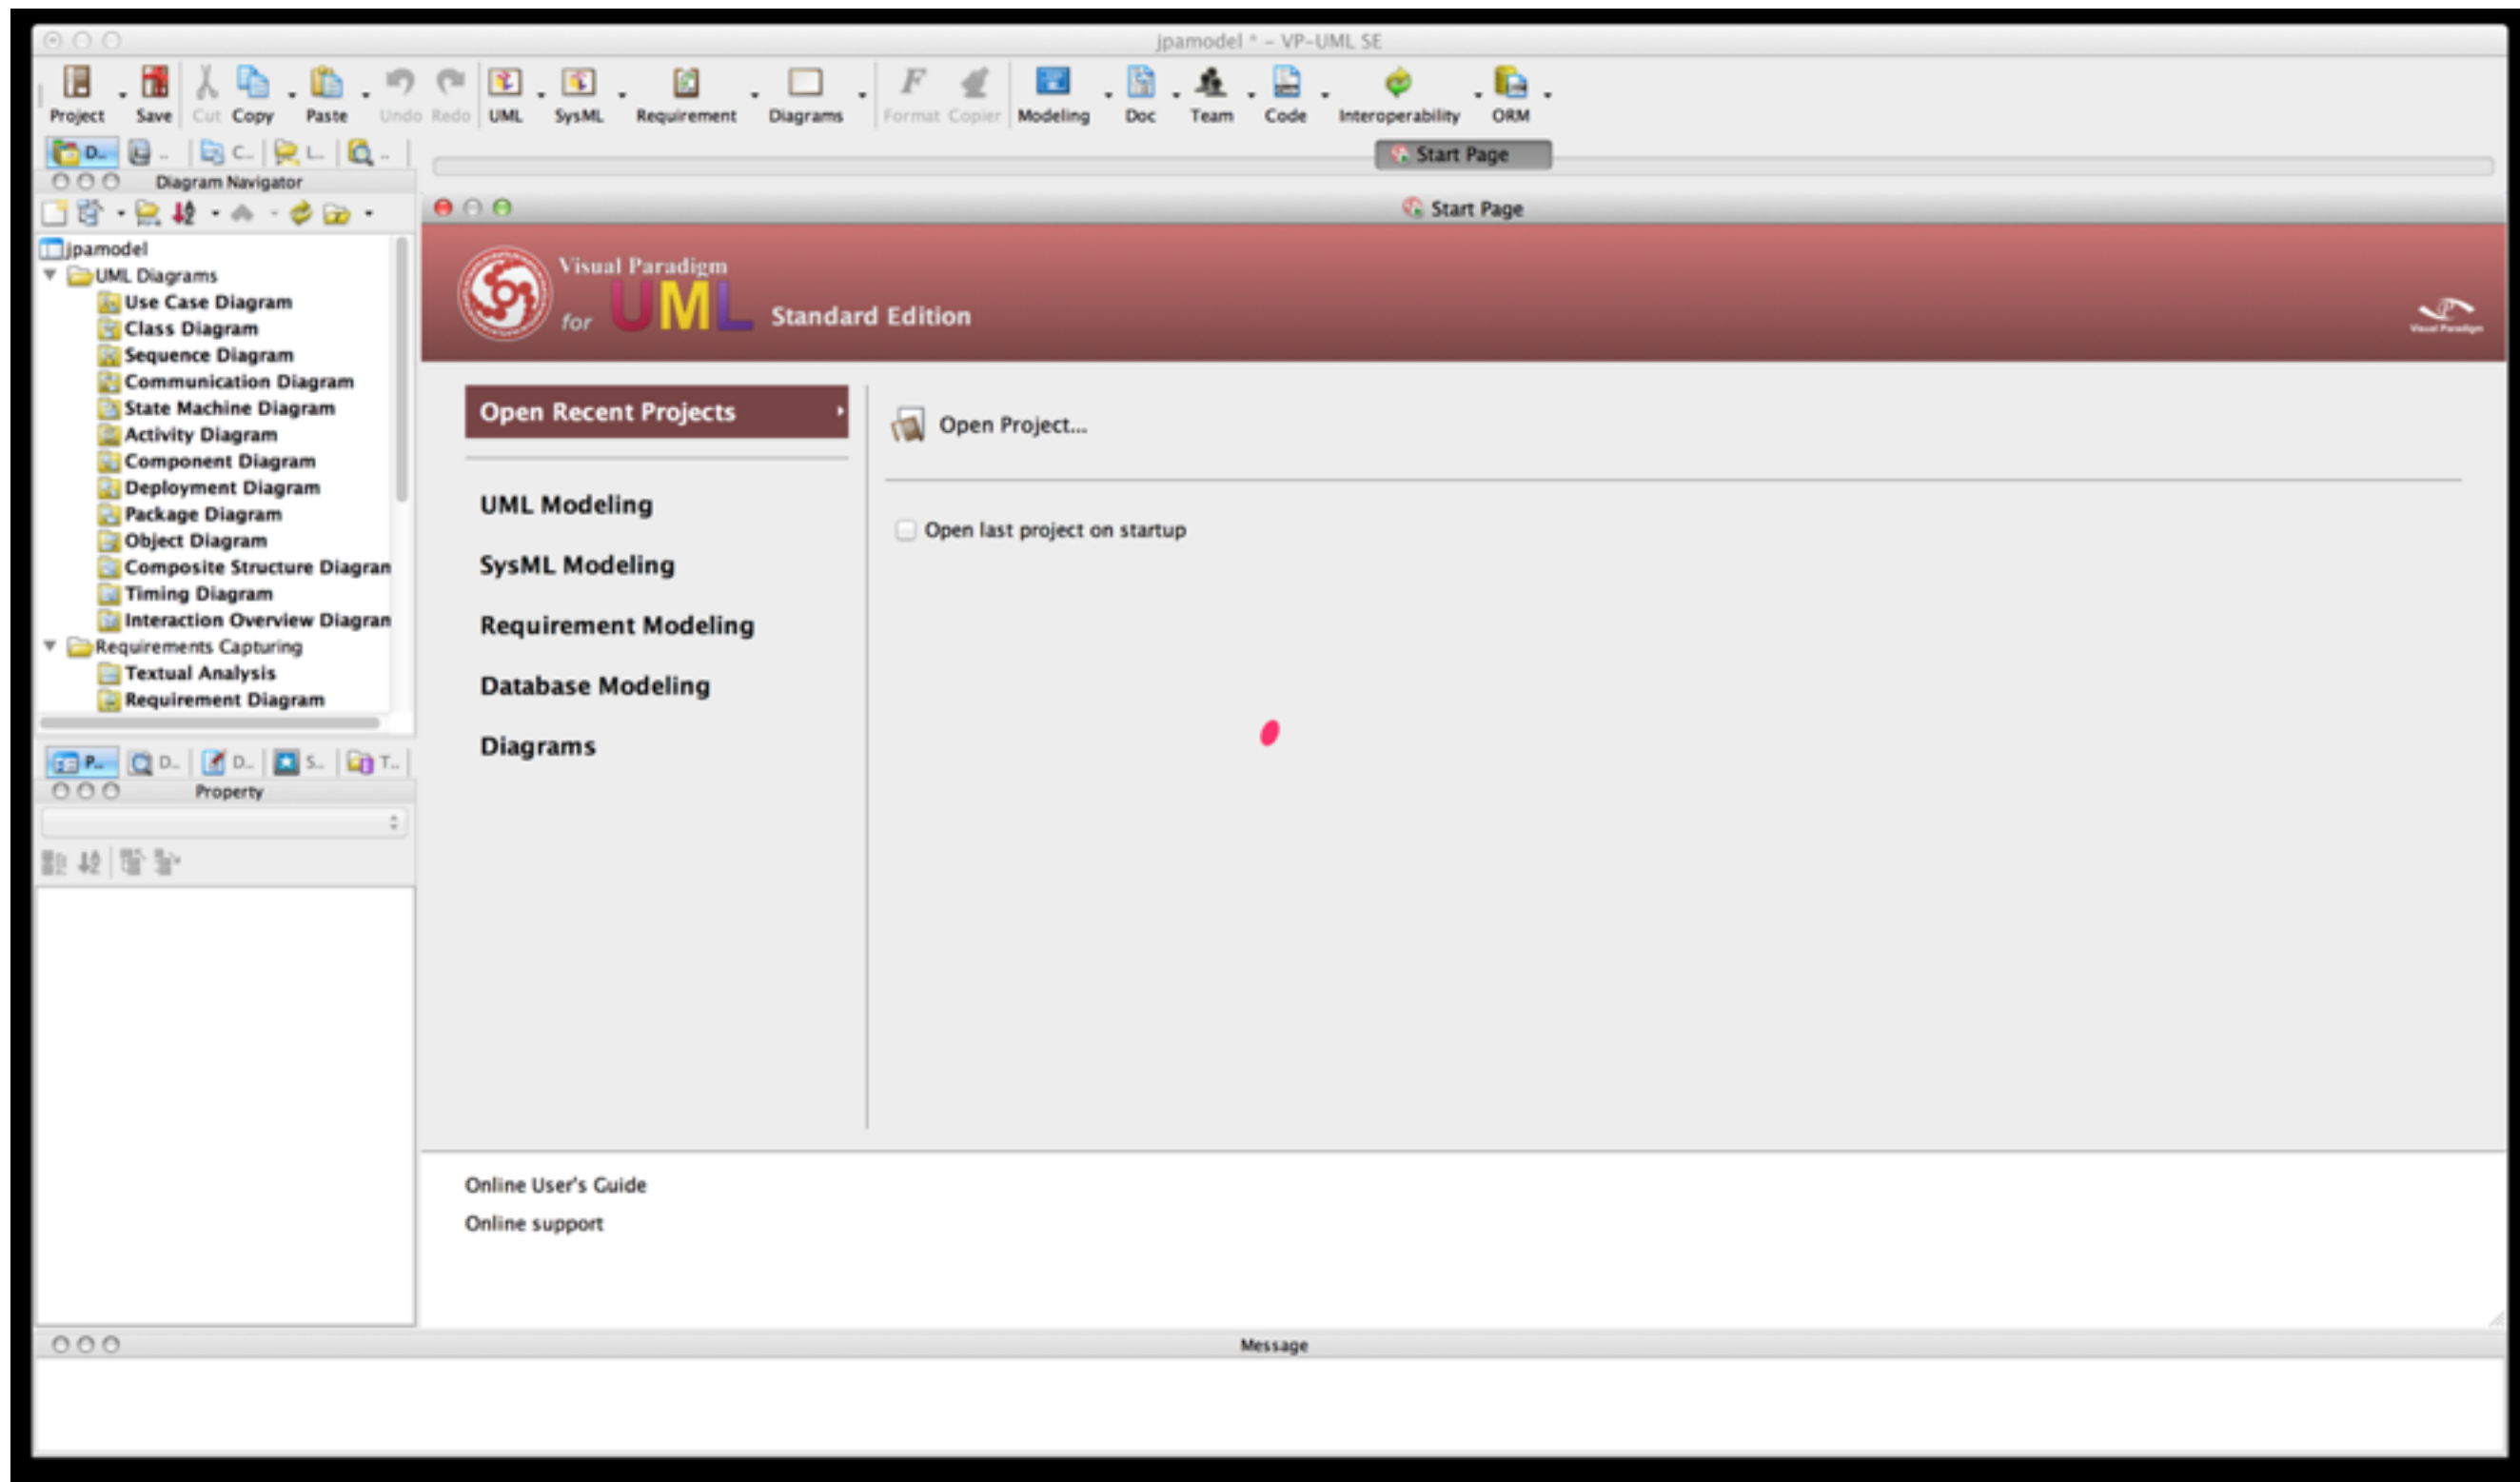 jpamodel * – VP-UML SE
Project Save Cut Copy Paste Undo Redo UML SysML Requirement Diagrams Format Copier Modeling Doc Team Code Interoperability ORM
D.. .. C.. L.. ..
Start Page
Diagram Navigator
Start Page
jpamodel
UML Diagrams
Use Case Diagram
Class Diagram
Sequence Diagram
Communication Diagram
State Machine Diagram
Activity Diagram
Component Diagram
Deployment Diagram
Package Diagram
Object Diagram
Composite Structure Diagran
Timing Diagram
Interaction Overview Diagran
Requirements Capturing
Textual Analysis
Requirement Diagram
P.. D.. D.. S.. T..
Property
Visual Paradigm
for UML Standard Edition
Visual Paradigm
Open Recent Projects
UML Modeling
SysML Modeling
Requirement Modeling
Database Modeling
Diagrams
Open Project...
Open last project on startup
Online User's Guide
Online support
Message